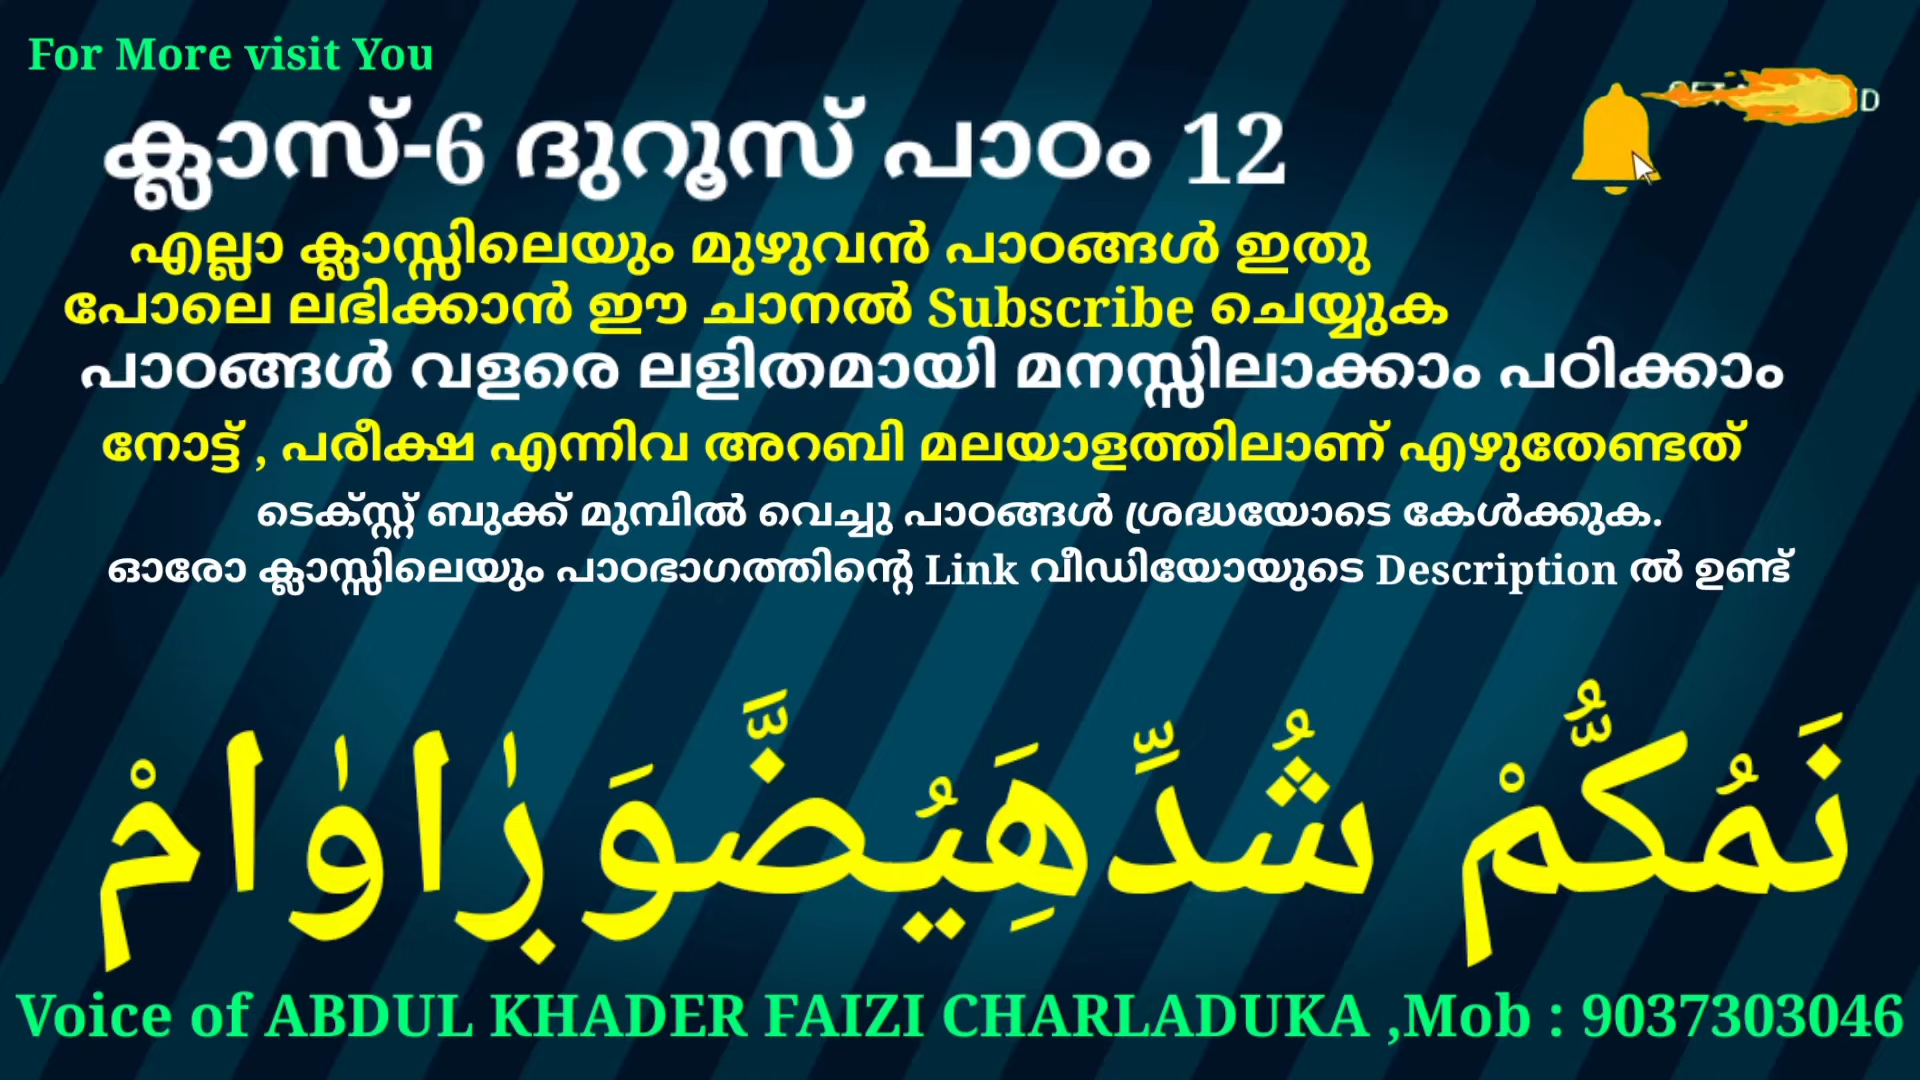 For More visit You
ക്ലാസ്-6 ദുറൂസ് പാഠം 12
എല്ലാ ക്ലാസ്സിലെയും മുഴുവൻ പാഠങ്ങൾ ഇതു
പോലെ ലഭിക്കാൻ ഈ ചാനൽ Subscribe ചെയ്യുക
പാഠങ്ങൾ വളരെ ലളിതമായി മനസ്സിലാക്കാം പഠിക്കാം
നോട്ട് , പരീക്ഷ എന്നിവ അറബി മലയാളത്തിലാണ് എഴുതേണ്ടത്
ടെക്സ്റ്റ് ബുക്ക് മുമ്പിൽ വെച്ചു പാഠങ്ങൾ ശ്രദ്ധയോടെ കേൾക്കുക.
ഓരോ ക്ലാസ്സിലെയും പാഠഭാഗത്തിന്റെ Link വീഡിയോയുടെ Description ൽ ഉണ്ട്
نَمُكُّمْ شُدِّهِيُضَّوَرٜاوٰامْ
Voice of ABDUL KHADER FAIZI CHARLADUKA ,Mob : 9037303046